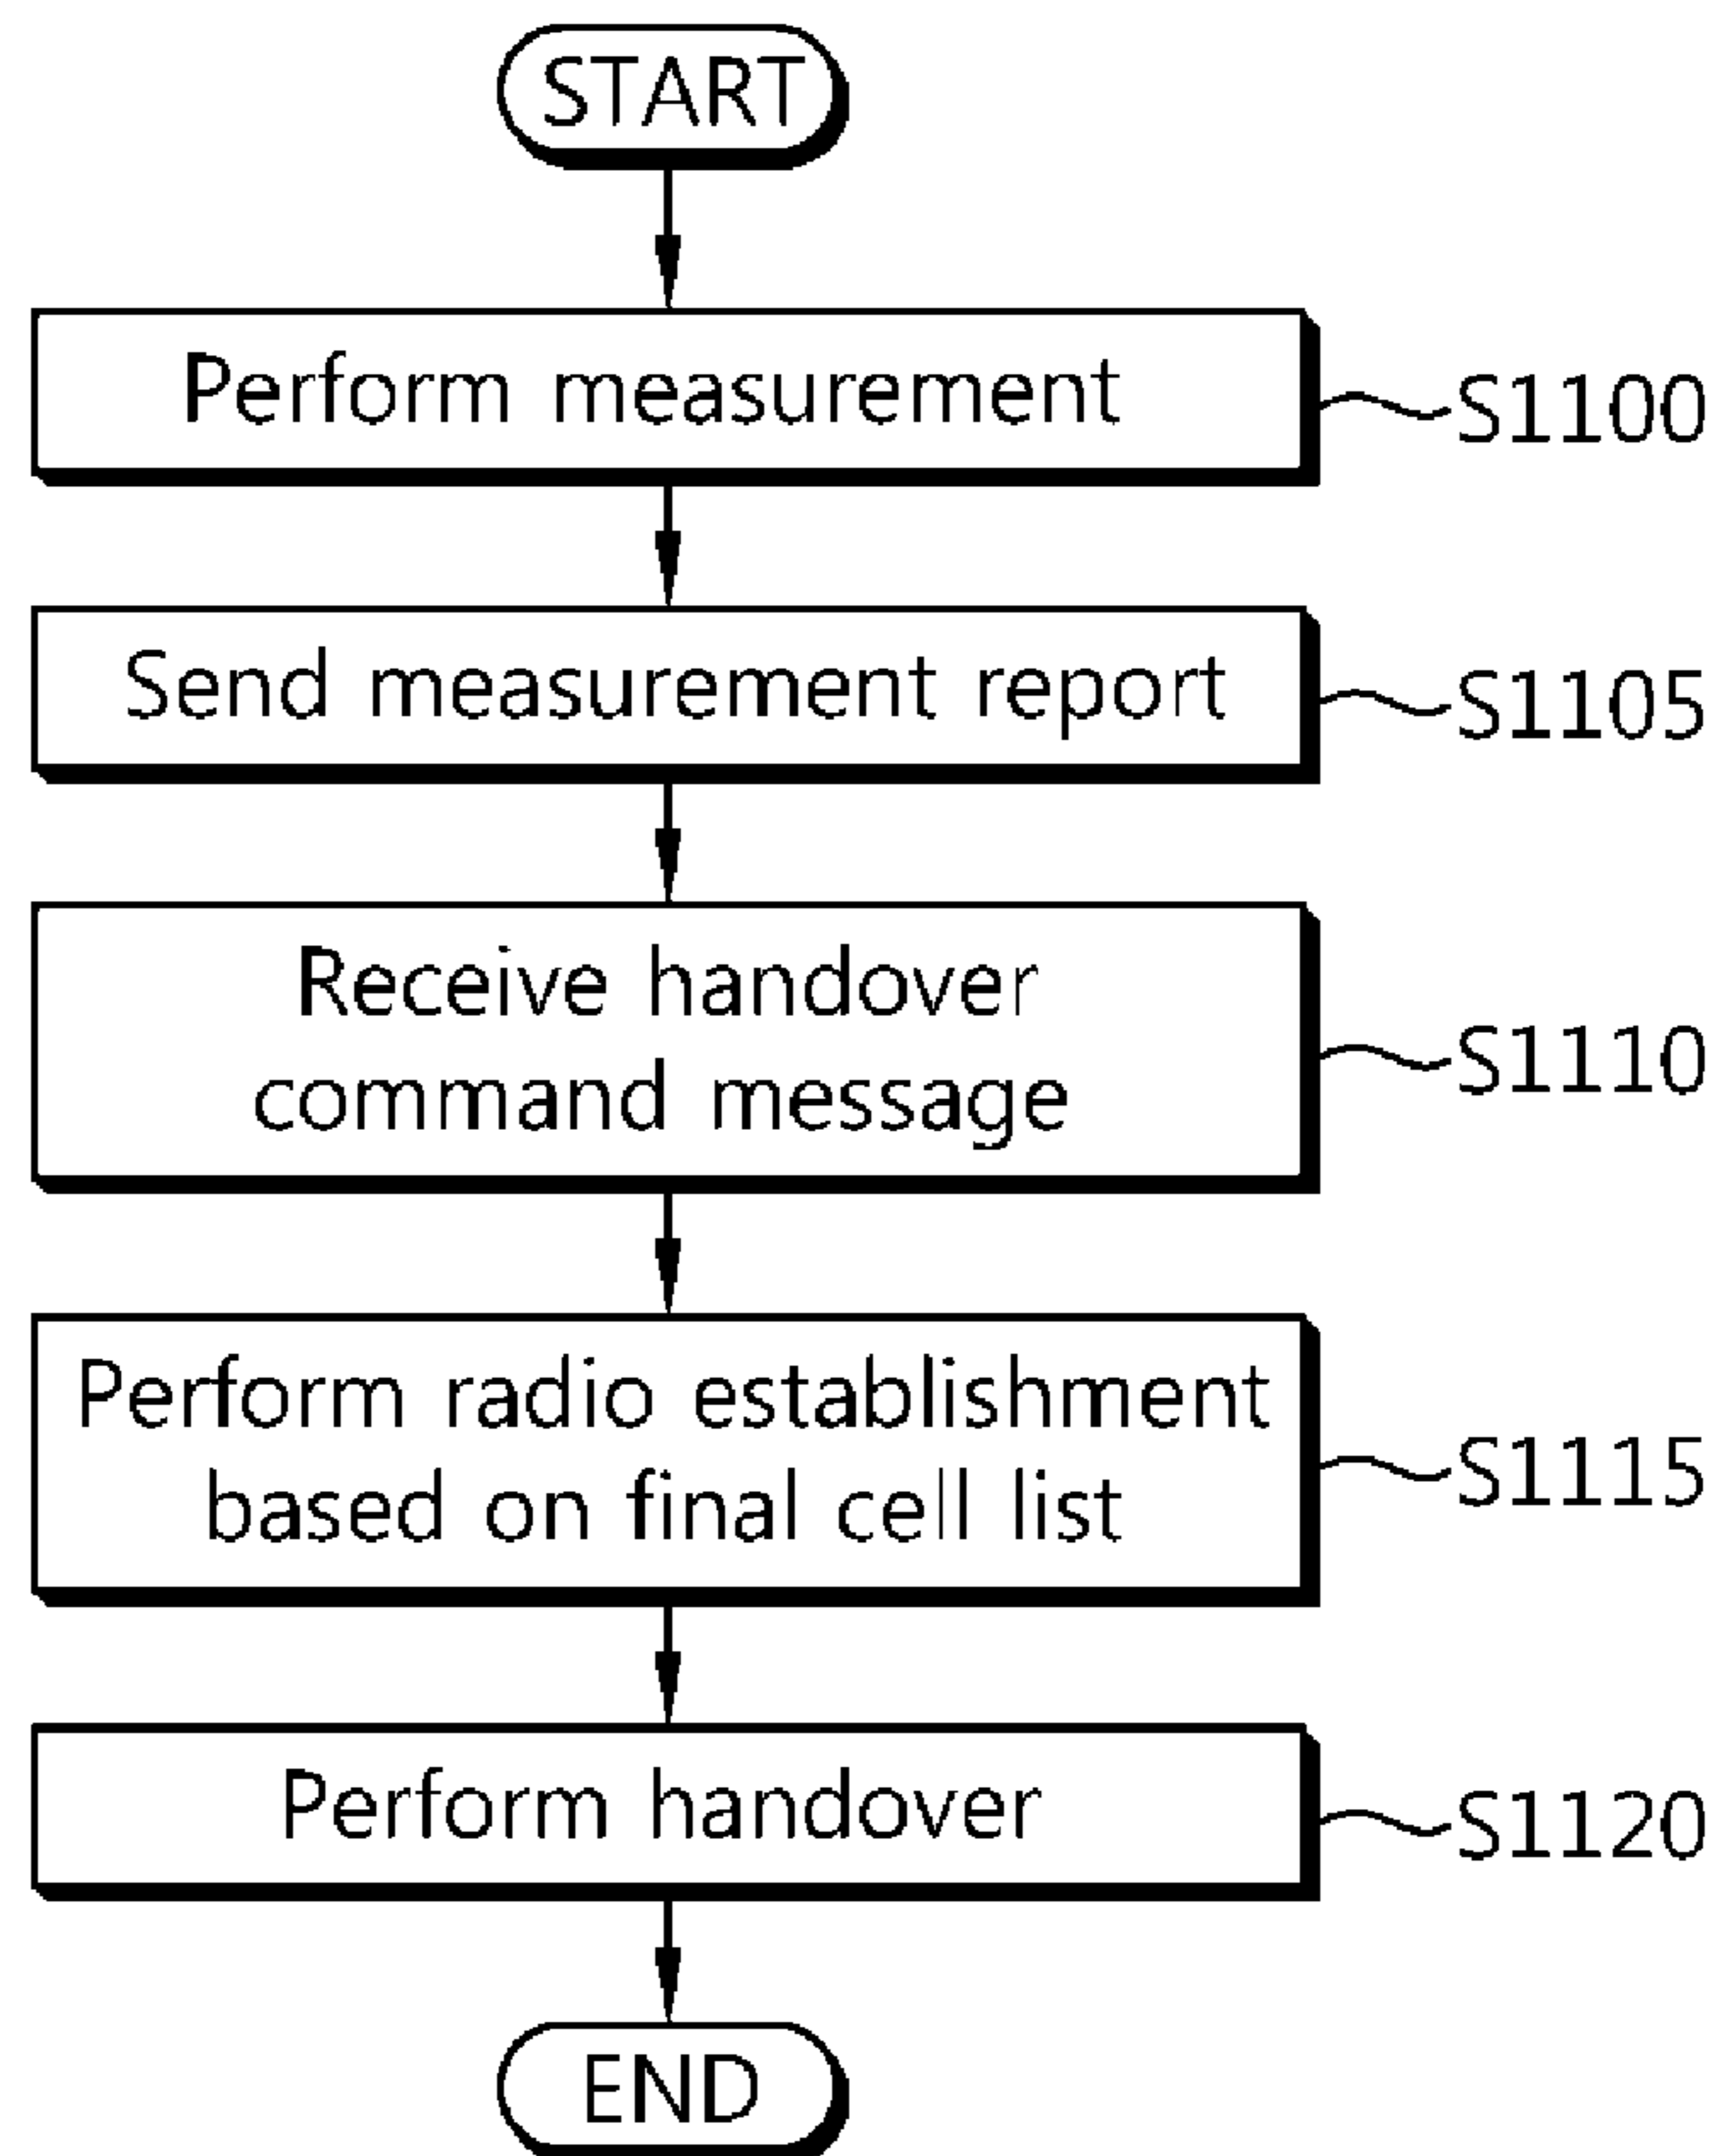 START
Perform measurement
S1100
Send measurement report
S1105
Receive handover
command message
S1110
Perform radio establishment
based on final cell list
S1115
Perform handover
S1120
END